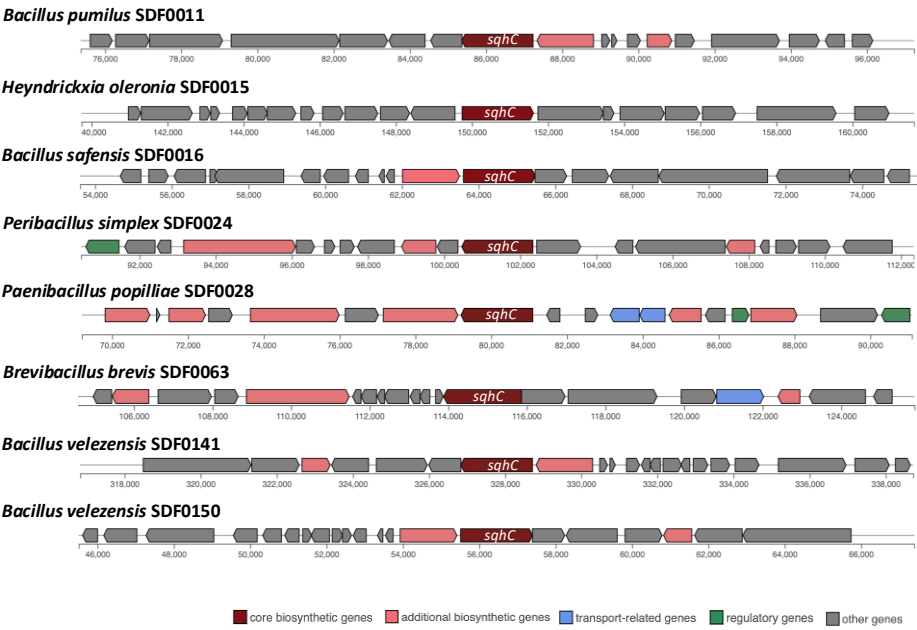 Bacillus pumilus SDF0011
sqhC
76,000 78,000 80,000 82,000 84,000 86,000 88,000 90,000 92,000 94,000 96,000
Heyndrickxia oleronia SDF0015
sqhC
40,000 142,000 144,000 146,000 148,000 150,000 152,000 154,000 156,000 158,000 160,000
Bacillus safensis SDF0016
sqhC
54,000 56,000 58,000 60,000 62,000 64,000 66,000 68,000 70,000 72,000 74,000
Peribacillus simplex SDF0024
sqhC
92,000 94,000 96,000 98,000 100,000 102,000 104,000 106,000 108,000 110,000 112,00
Paenibacillus popilliae SDF0028
sqhC
70,000 72,000 74,000 76,000 78,000 80,000 82,000 84,000 86,000 88,000 90,000
Brevibacillus brevis SDF0063
sqhC
106,000 108,000 110,000 112,000 114,000 116,000 118,000 120,000 122,000 124,000
Bacillus velezensis SDF0141
sqhC
318,000 320,000 322,000 324,000 326,000 328,000 330,000 332,000 334,000 336,000 338,000
Bacillus velezensis SDF0150
sqhC
46,000 48,000 50,000 52,000 54,000 56,000 58,000 60,000 62,000 64,000 66,000
core biosynthetic genes additional biosynthetic genes transport-related genes regulatory genes other genes